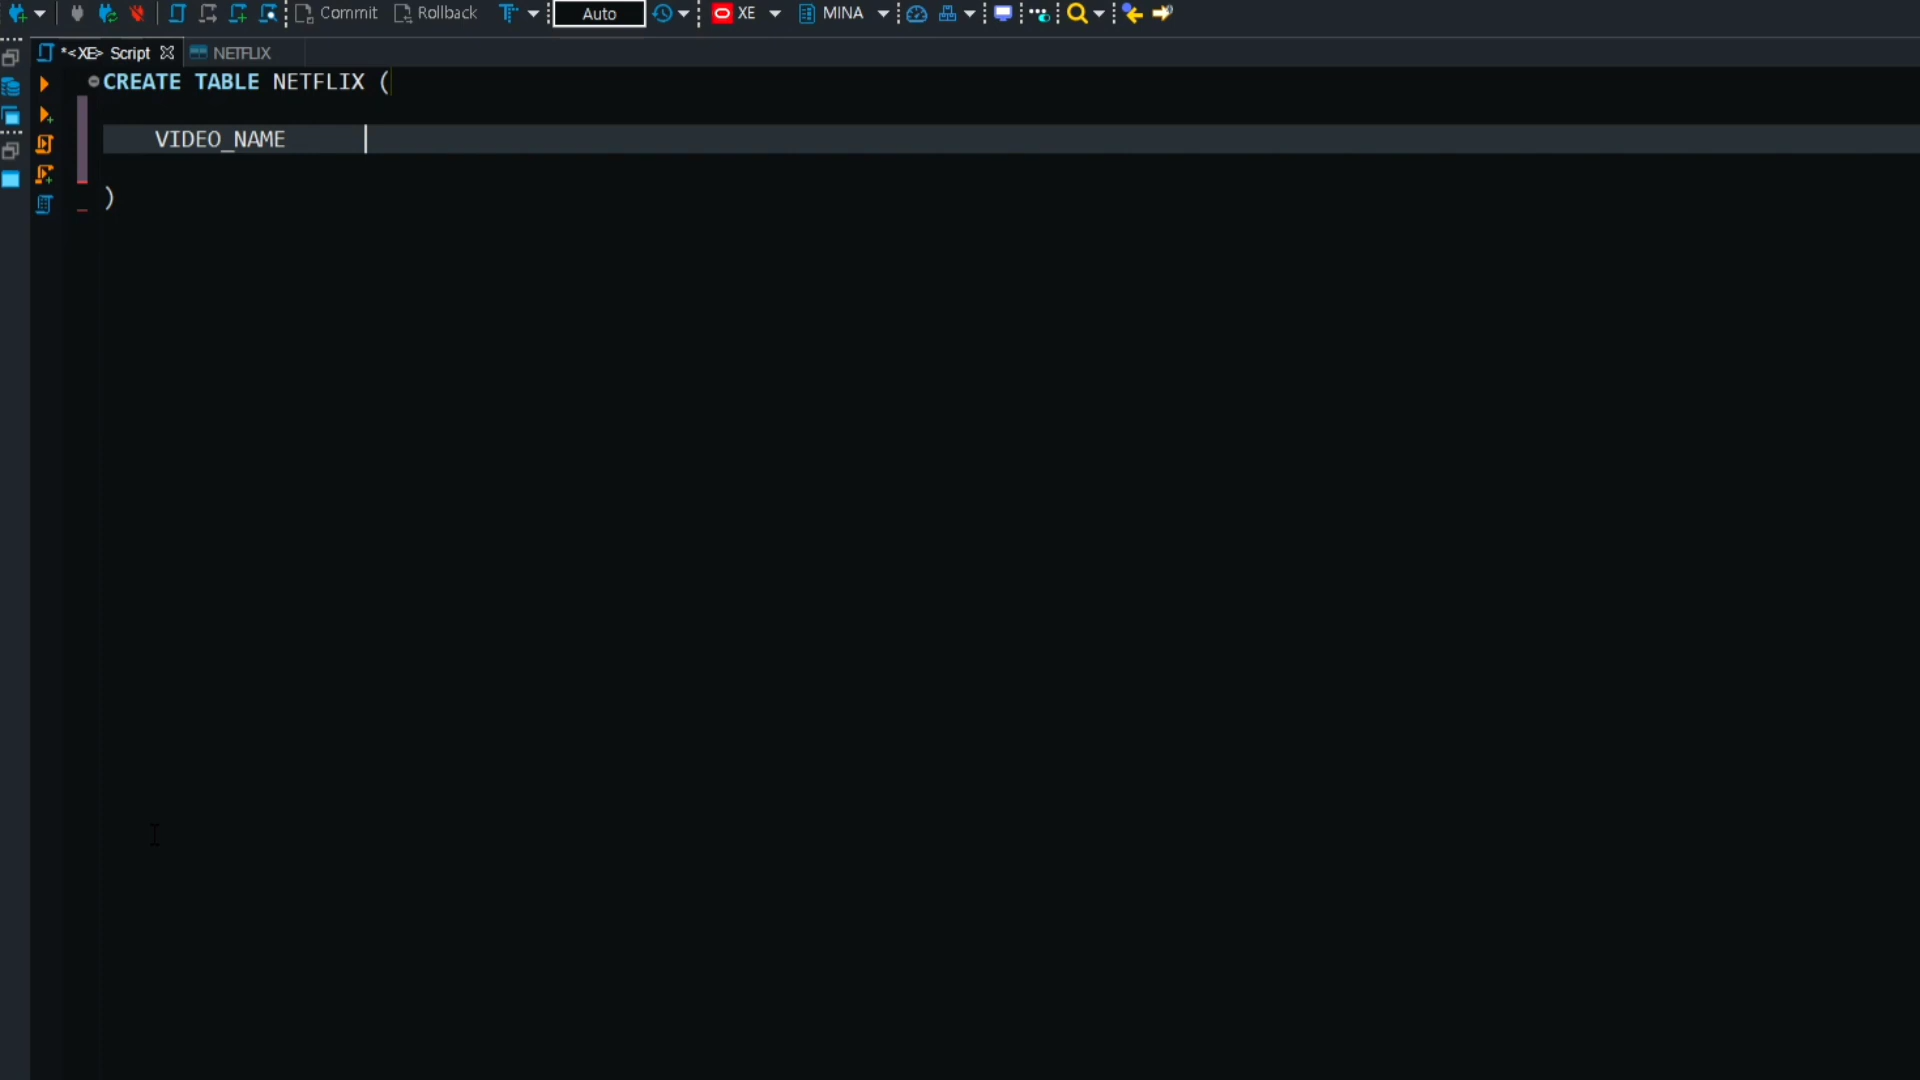 Commit Rollback Auto XE MINA
*<XE> Script NETFLIX
CREATE TABLE NETFLIX (
VIDEO_NAME
)